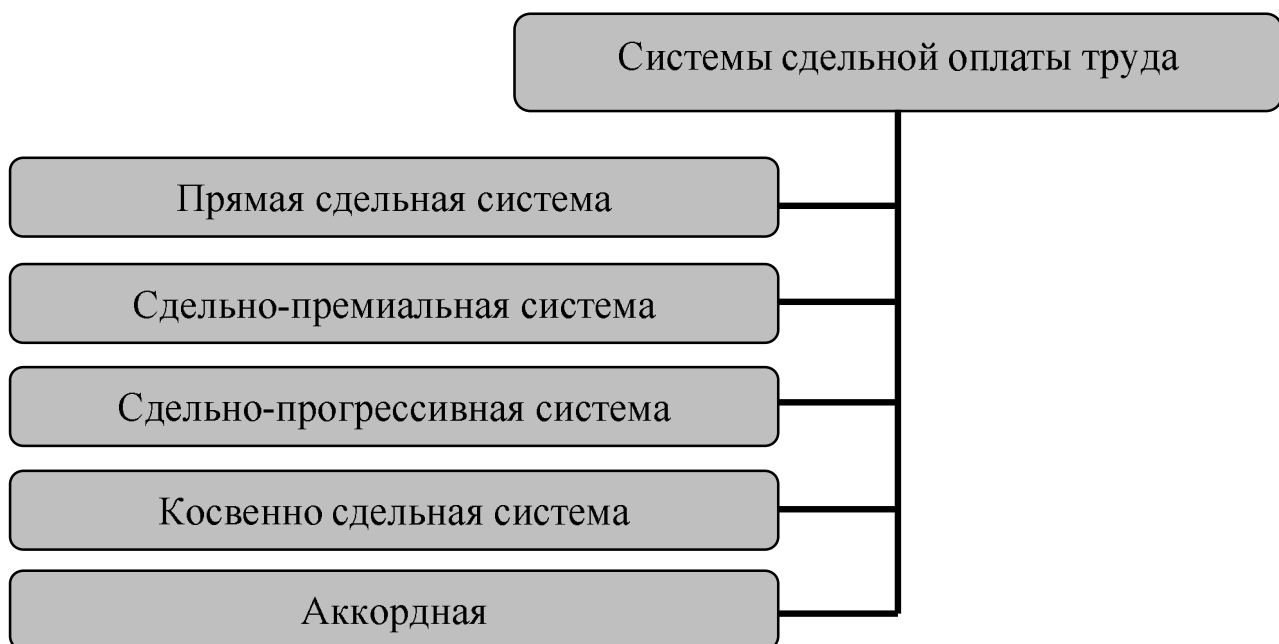 Системы сдельной оплаты труда
Прямая сдельная система
Сдельно-премиальная система
Сдельно-прогрессивная система
Косвенно сдельная система
Аккордная